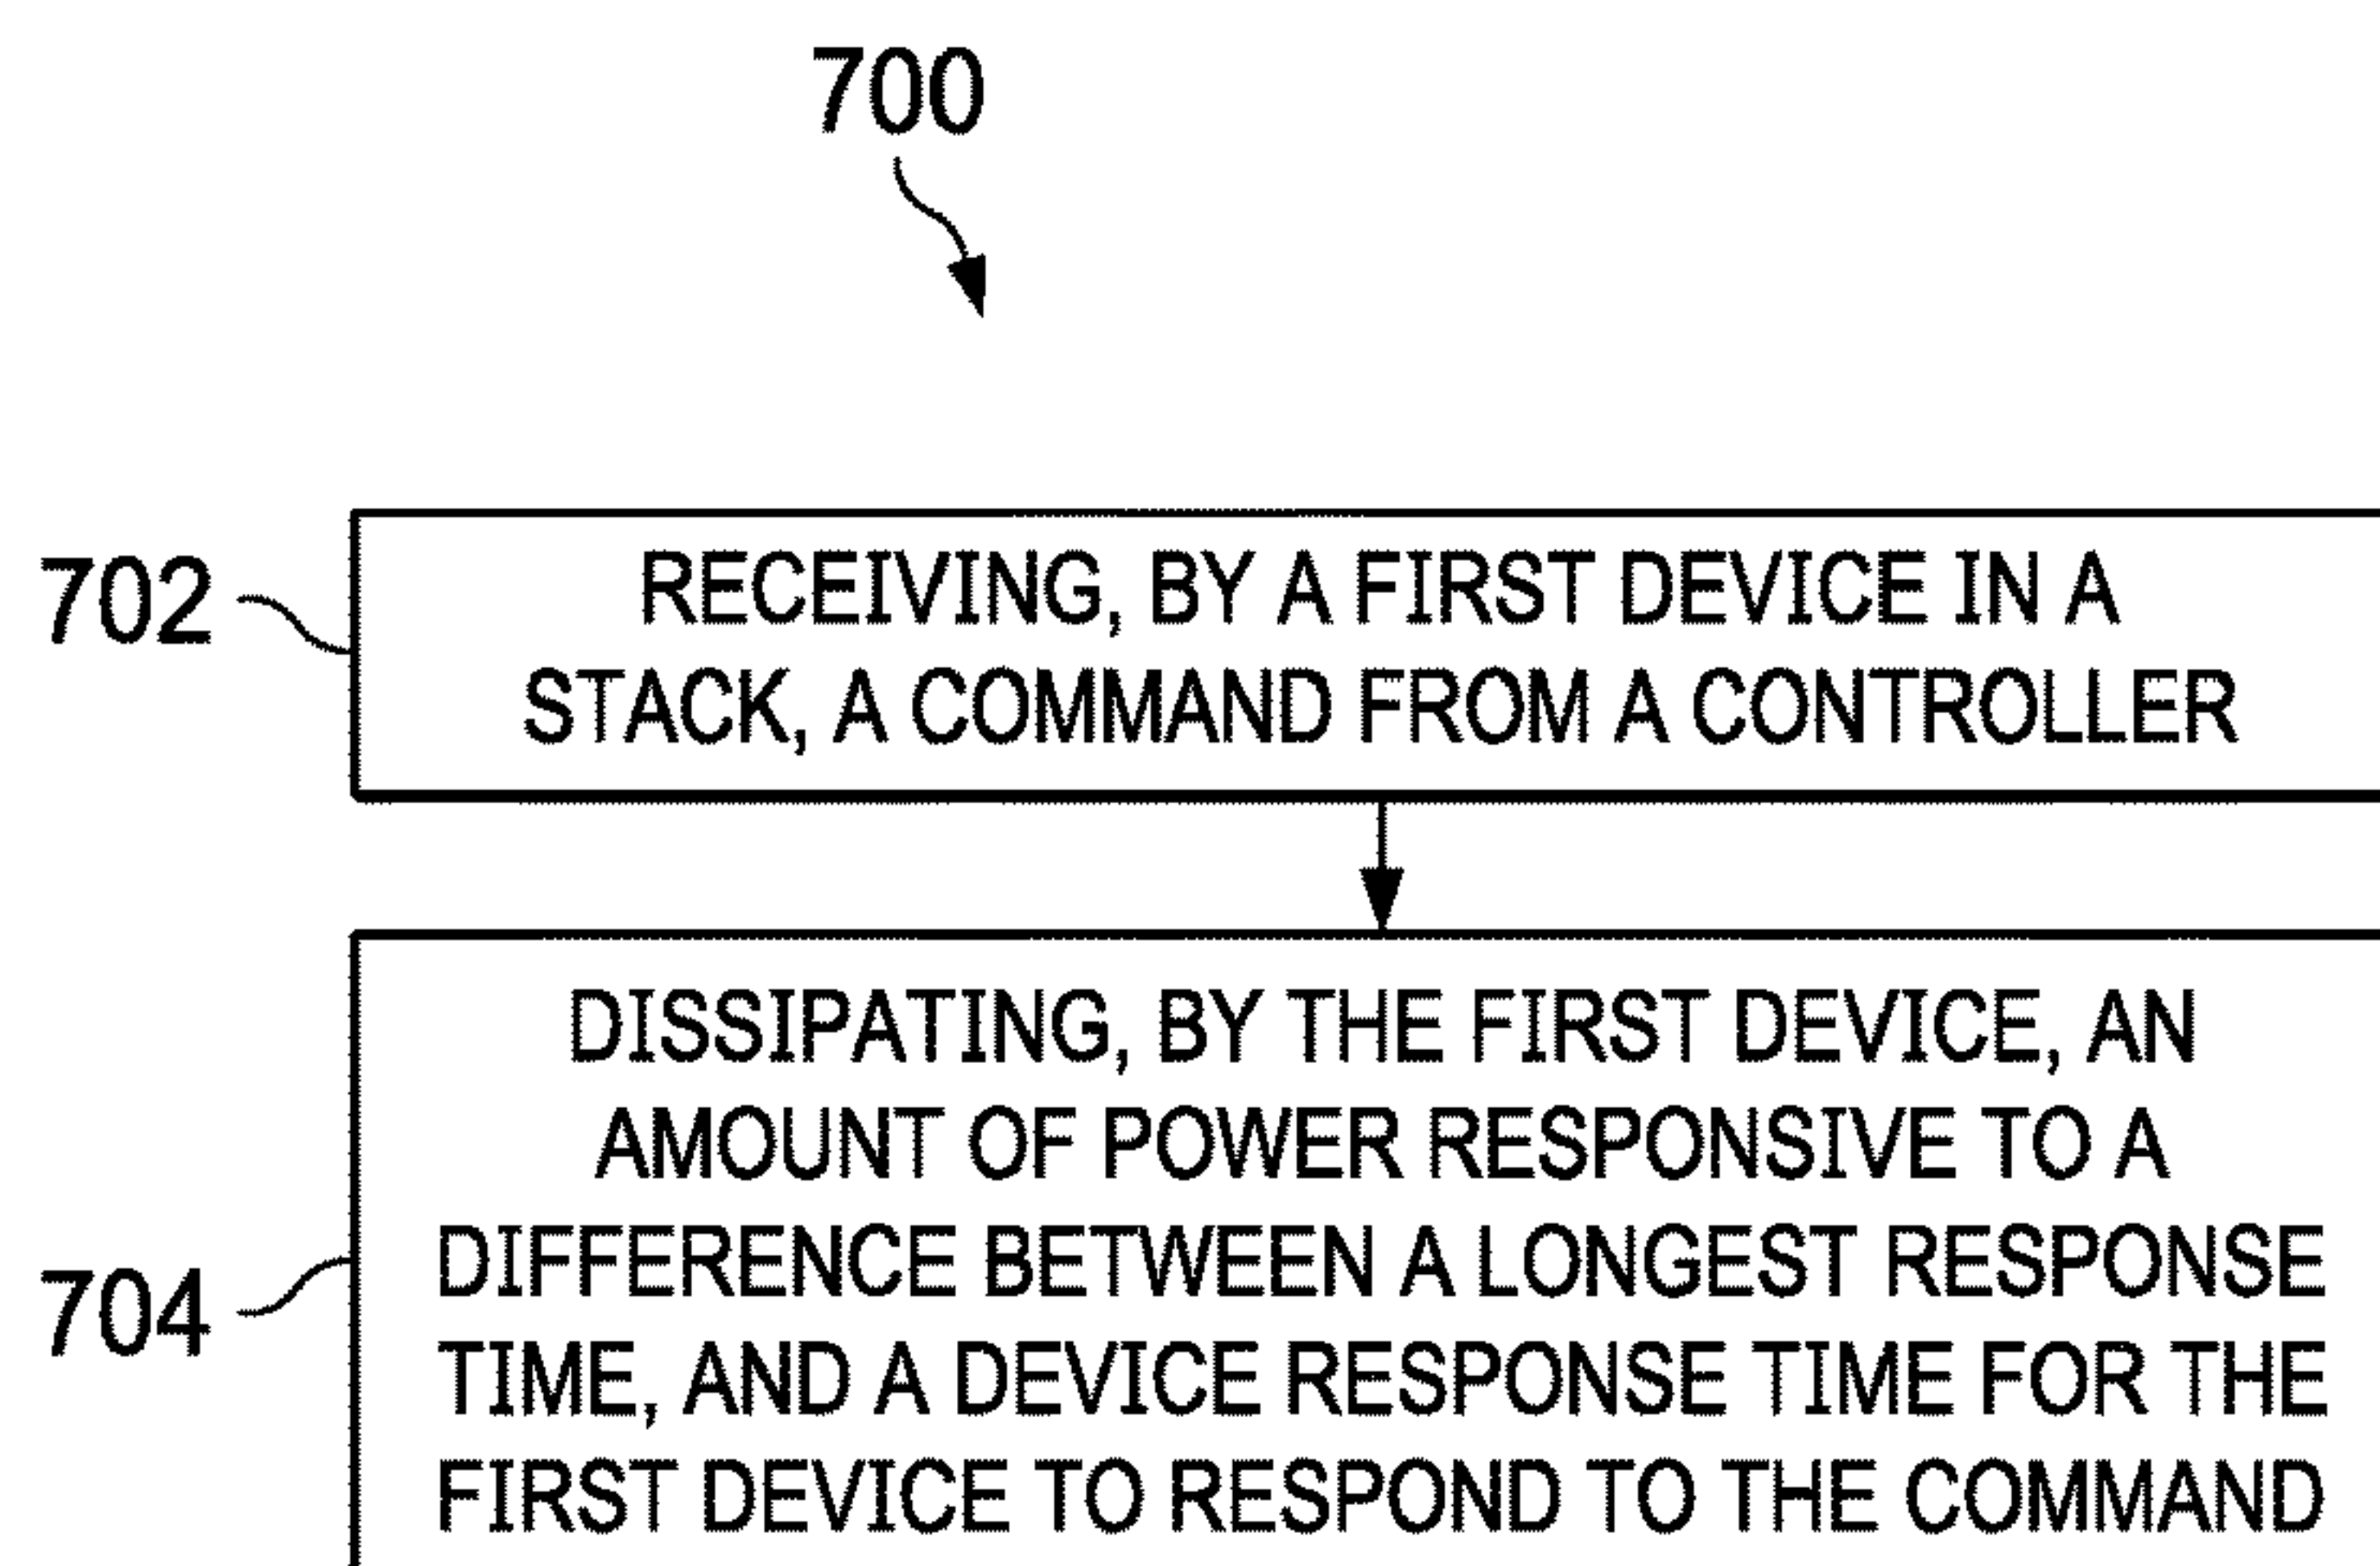 700
702
RECEIVING, BY A FIRST DEVICE IN A
STACK, A COMMAND FROM A CONTROLLER
704
DISSIPATING, BY THE FIRST DEVICE, AN
AMOUNT OF POWER RESPONSIVE TO A
DIFFERENCE BETWEEN A LONGEST RESPONSE
TIME, AND A DEVICE RESPONSE TIME FOR THE
FIRST DEVICE TO RESPOND TO THE COMMAND